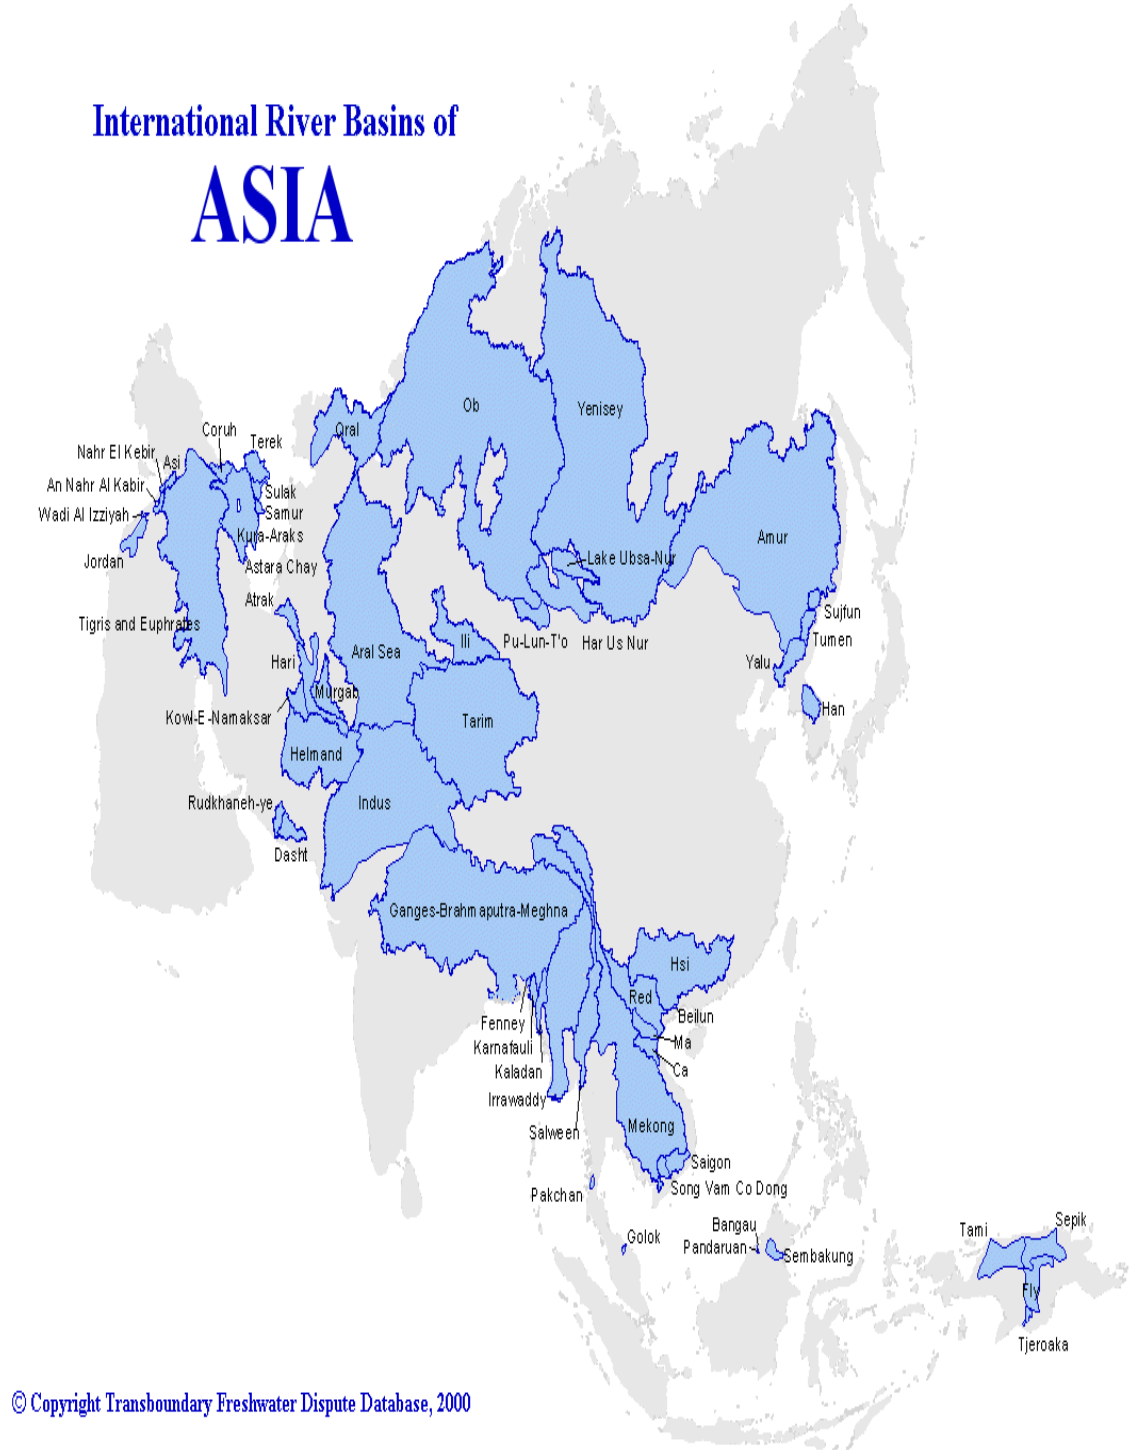 International River Basins of
ASIA
Ob
Yenisey
Oral
Coruh
Terek
Nahr El Kebir
Asi
An Nahr Al Kabir
Sulak
Wadi Al Izziyah
Samur
Kura-Araks
Amur
Jordan
Astara Chay
Lake Ubsa-Nur
Atrak
Sujfun
Tigris and Euphrates
Tumen
Ili
Pu-Lun-T'o
Har Us Nur
Aral Sea
Hari
Yalu
Murgab
Han
Kowl-E-Namaksar
Tarim
Helmand
Rudkhaneh-ye
Indus
Dasht
Ganges-Brahmaputra-Meghna
Hsi
Red
Beilun
Fenney
Ma
Karnafauli
Ca
Kaladan
Irrawaddy
Mekong
Salween
Saigon
Song Vam Co Dong
Pakchan
Bangau
Sepik
Tami
Golok
Pandaruan
Sembakung
Fly
Tjeroaka
© Copyright Transboundary Freshwater Dispute Database, 2000